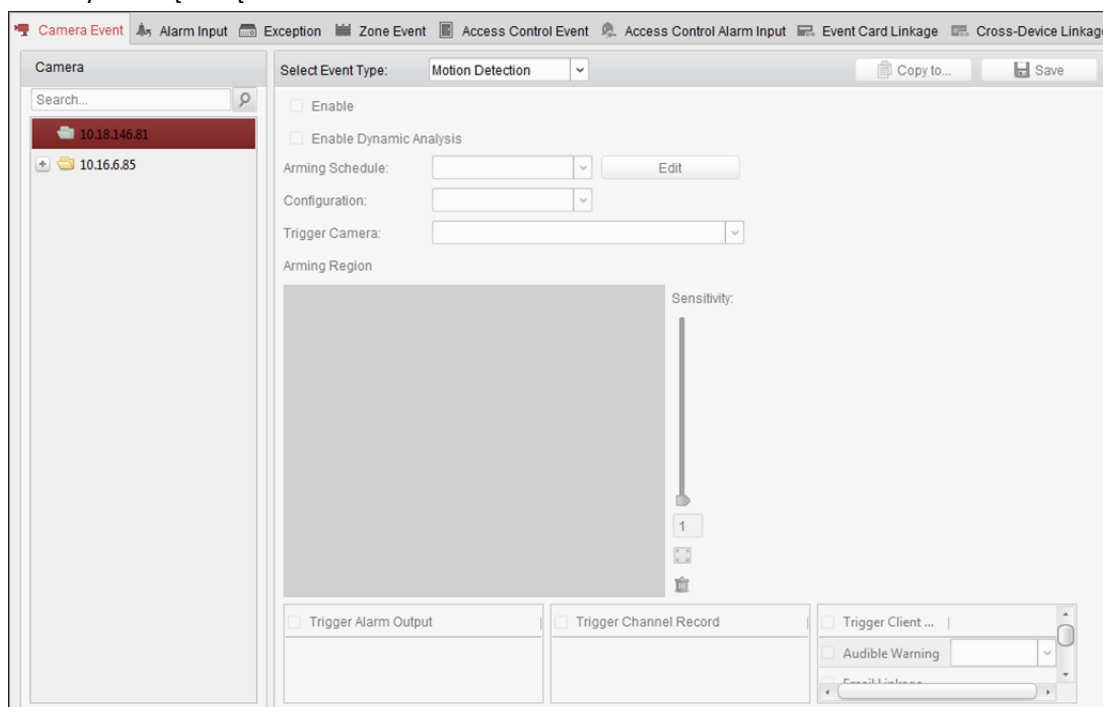 Camera Event Alarm Input Exception Zone Event Access Control Event Access Control Alarm Input Event Card Linkage Cross-Device Linkage
Camera
Select Event Type: Motion Detection Copy to... Save
Search...
Enable
10.18.146.81
Enable Dynamic Analysis
10.16.6.85
Arming Schedule: Edit
Configuration:
Trigger Camera:
Arming Region
Sensitivity:
1
Trigger Alarm Output Trigger Channel Record Trigger Client ...
Audible Warning
Email Linkage